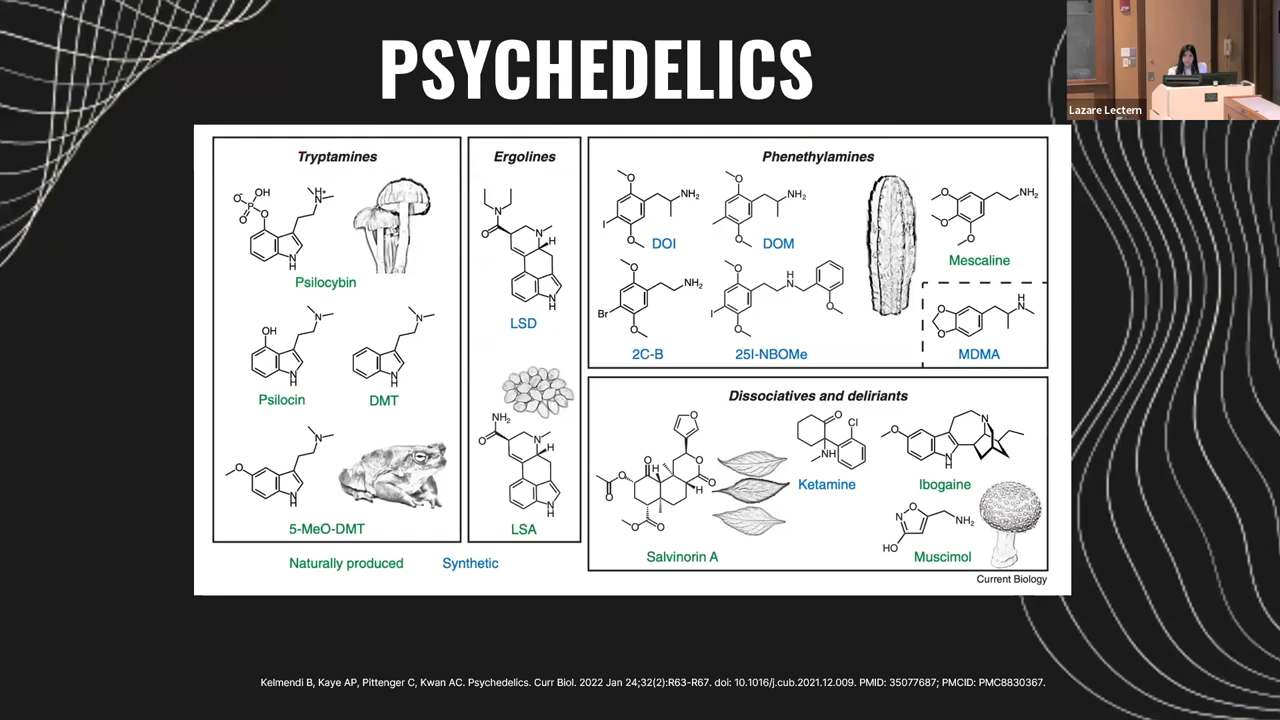 PSYCHEDELICS
Lazare Lectern
Tryptamines
Psilocybin
Psilocin
DMT
5-MeO-DMT
Ergolines
LSD
LSA
Phenethylamines
DOI
DOM
Mescaline
2C-B
25I-NBOMe
MDMA
Dissociatives and deliriants
Salvinorin A
Ketamine
Ibogaine
Muscimol
Naturally produced
Synthetic
Current Biology
Kelmendi B, Kaye AP, Pittenger C, Kwan AC. Psychedelics. Curr Biol. 2022 Jan 24;32(2):R63-R67. doi: 10.1016/j.cub.2021.12.009. PMID: 35077687; PMCID: PMC8830367.